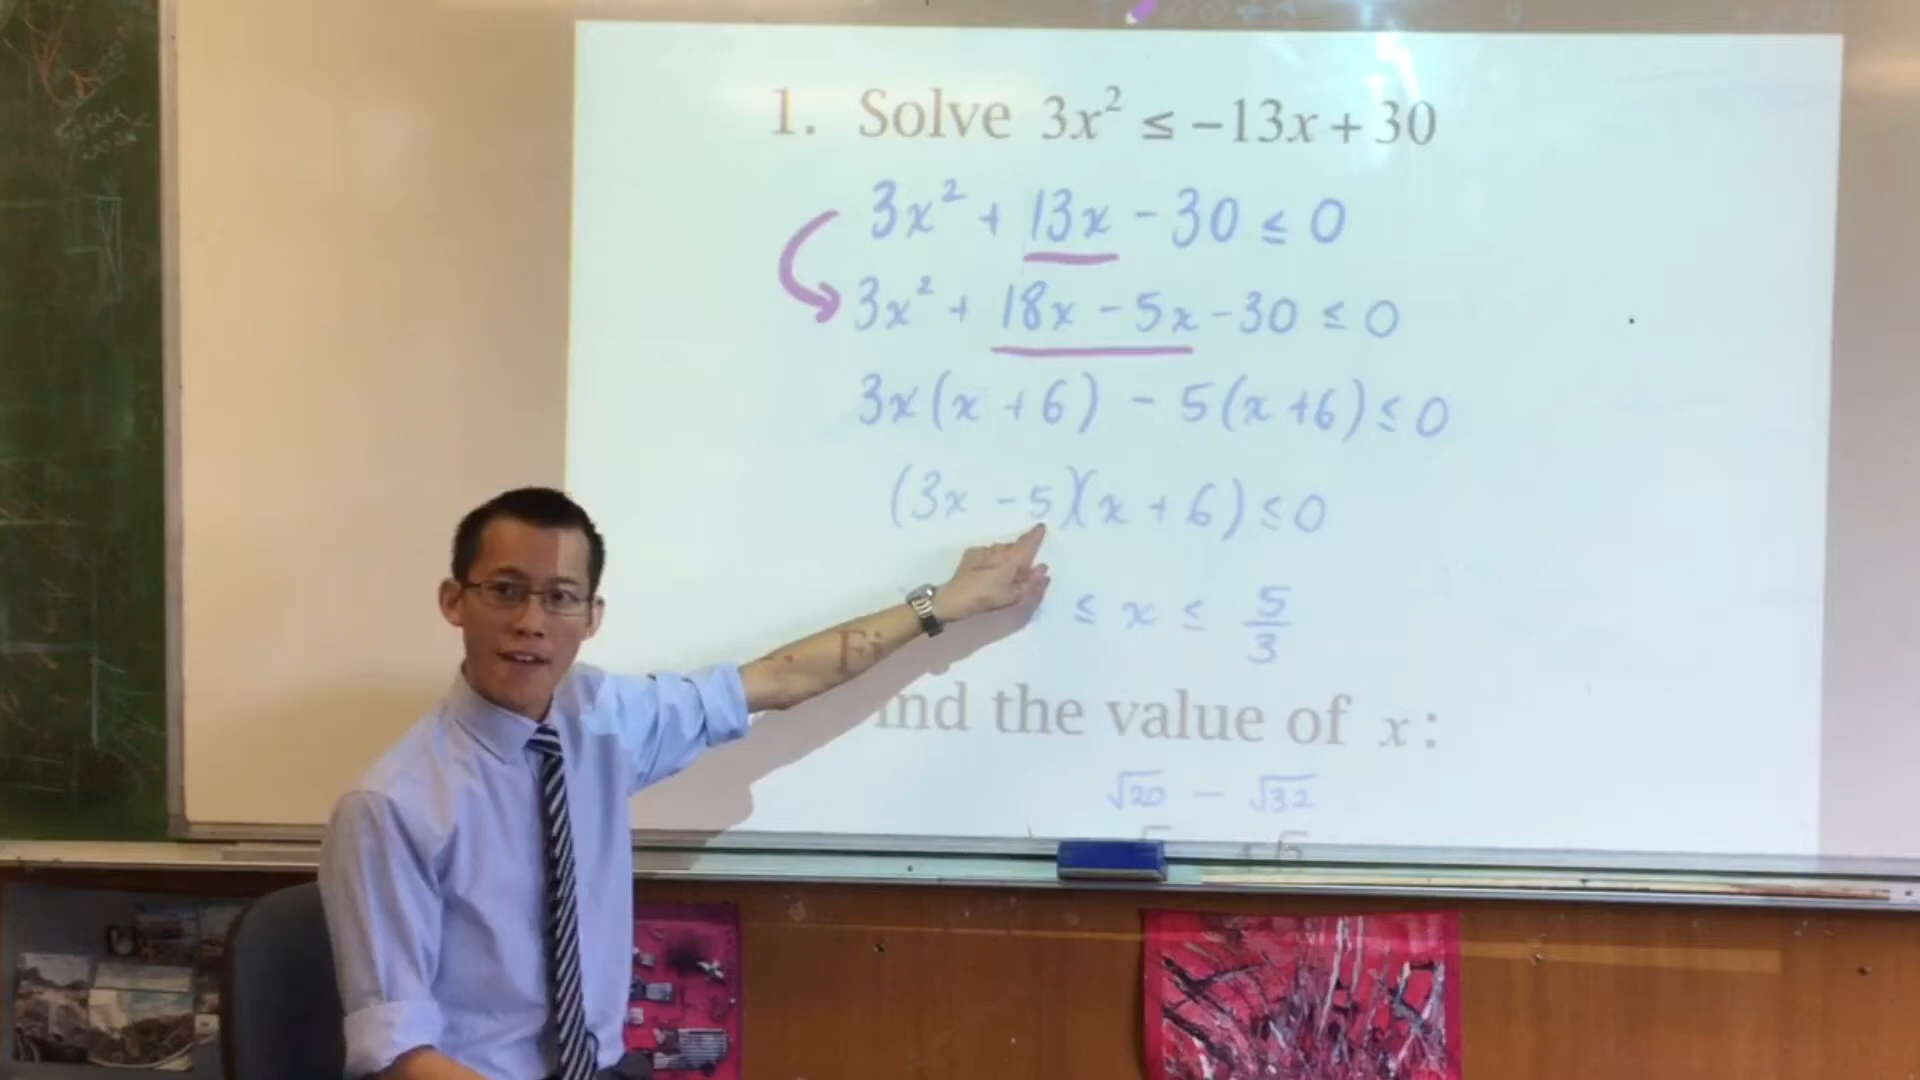 1. Solve 3x² ≤ −13x + 30
3x² + 13x − 30 ≤ 0
3x² + 18x − 5x − 30 ≤ 0
3x(x + 6) − 5(x + 6) ≤ 0
(3x − 5)(x + 6) ≤ 0
≤ x ≤ 5/3
Fi
ind the value of x:
√20 − √32